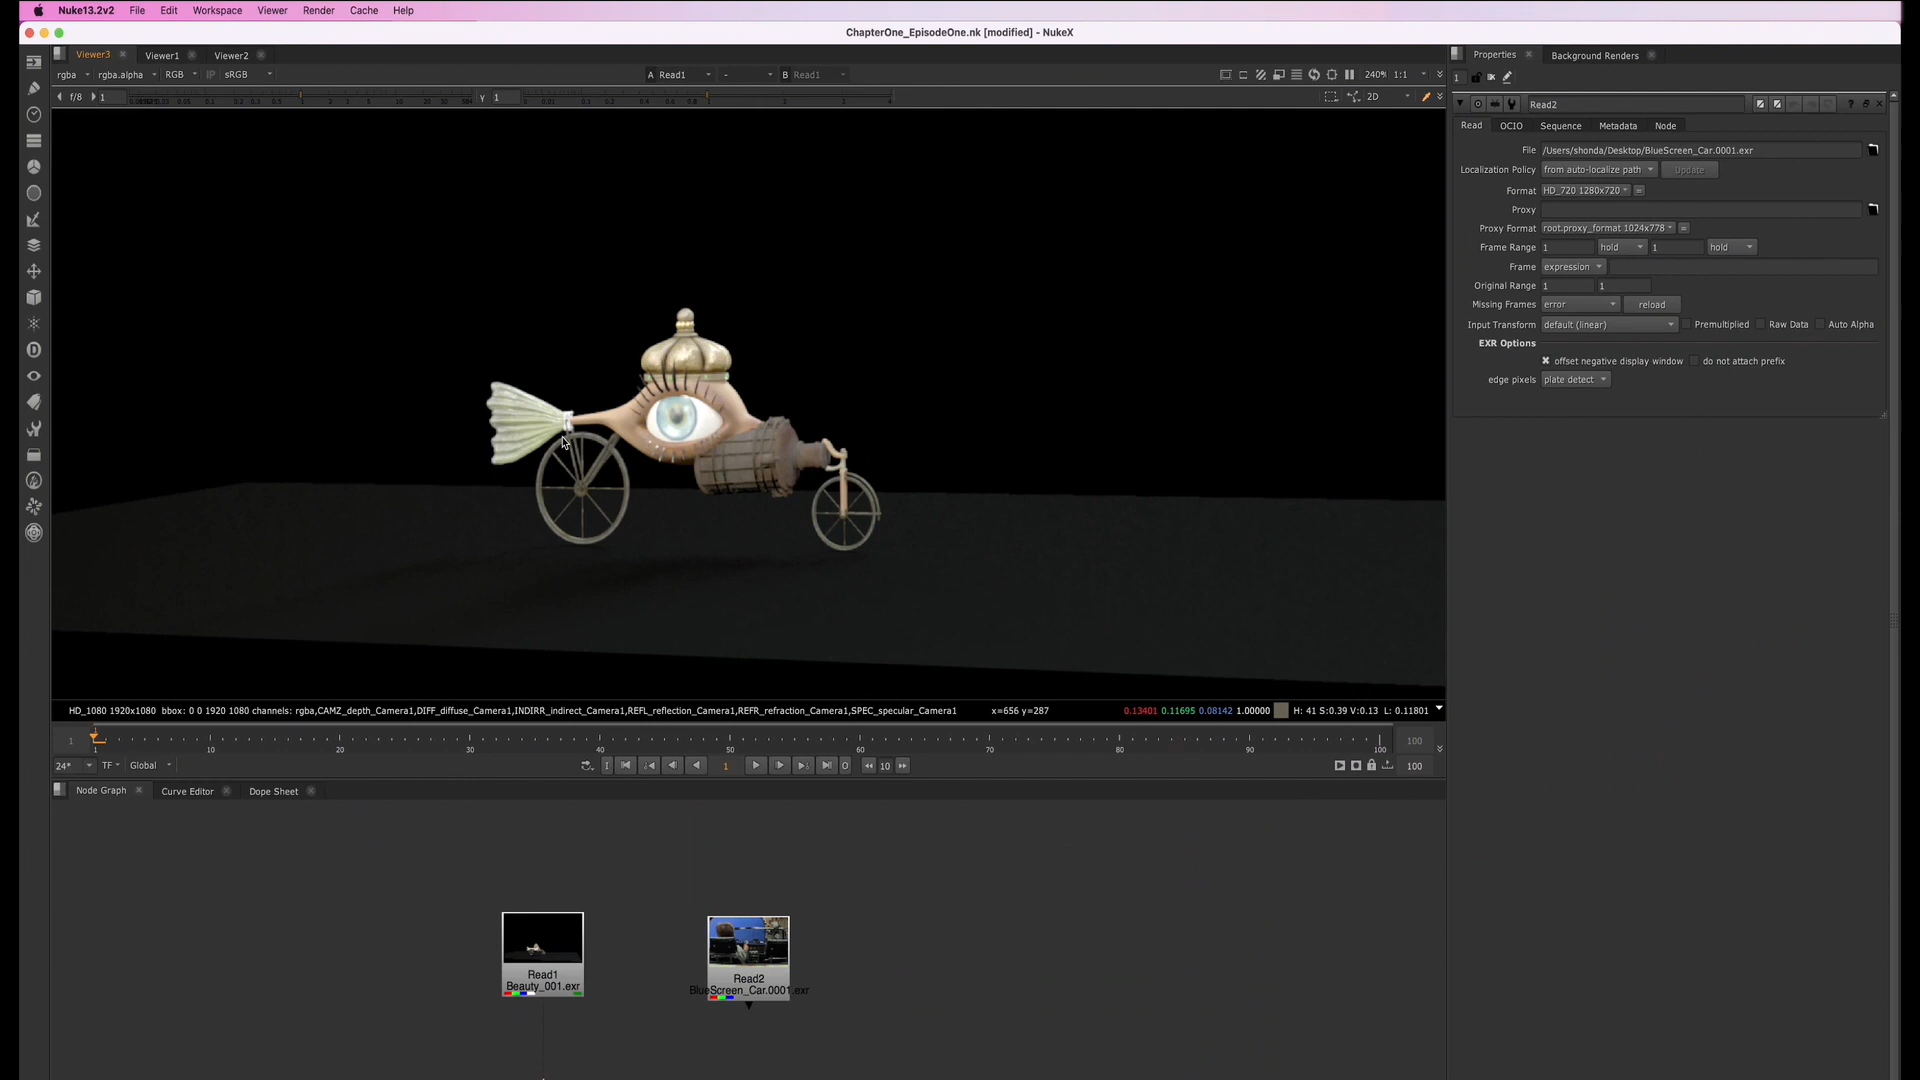 Nuke13.2v2 File Edit Workspace Viewer Render Cache Help
ChapterOne_EpisodeOne.nk [modified] - NukeX
Viewer3 Viewer1 Viewer2
rgba rgba.alpha RGB IP sRGB A Read1 - B Read1 240% 1:1
f/8 1 Y 1 2D
HD_1080 1920x1080 bbox: 0 0 1920 1080 channels: rgba,CAMZ_depth_Camera1,DIFF_diffuse_Camera1,INDIRR_indirect_Camera1,REFL_reflection_Camera1,REFR_refraction_Camera1,SPEC_specular_Camera1 x=656 y=287 0.13401 0.11695 0.08142 1.00000 H: 41 S:0.39 V:0.13 L: 0.11801
1 1 10 20 30 40 50 60 70 80 90 100 100
24* TF Global I 1 O 10 100
Node Graph Curve Editor Dope Sheet
Read1
Beauty_001.exr
Read2
BlueScreen_Car.0001.exr
Properties Background Renders
1
Read2 ?
Read OCIO Sequence Metadata Node
File /Users/shonda/Desktop/BlueScreen_Car.0001.exr
Localization Policy from auto-localize path Update
Format HD_720 1280x720 =
Proxy
Proxy Format root.proxy_format 1024x778 =
Frame Range 1 hold 1 hold
Frame expression
Original Range 1 1
Missing Frames error reload
Input Transform default (linear) Premultiplied Raw Data Auto Alpha
EXR Options
offset negative display window do not attach prefix
edge pixels plate detect